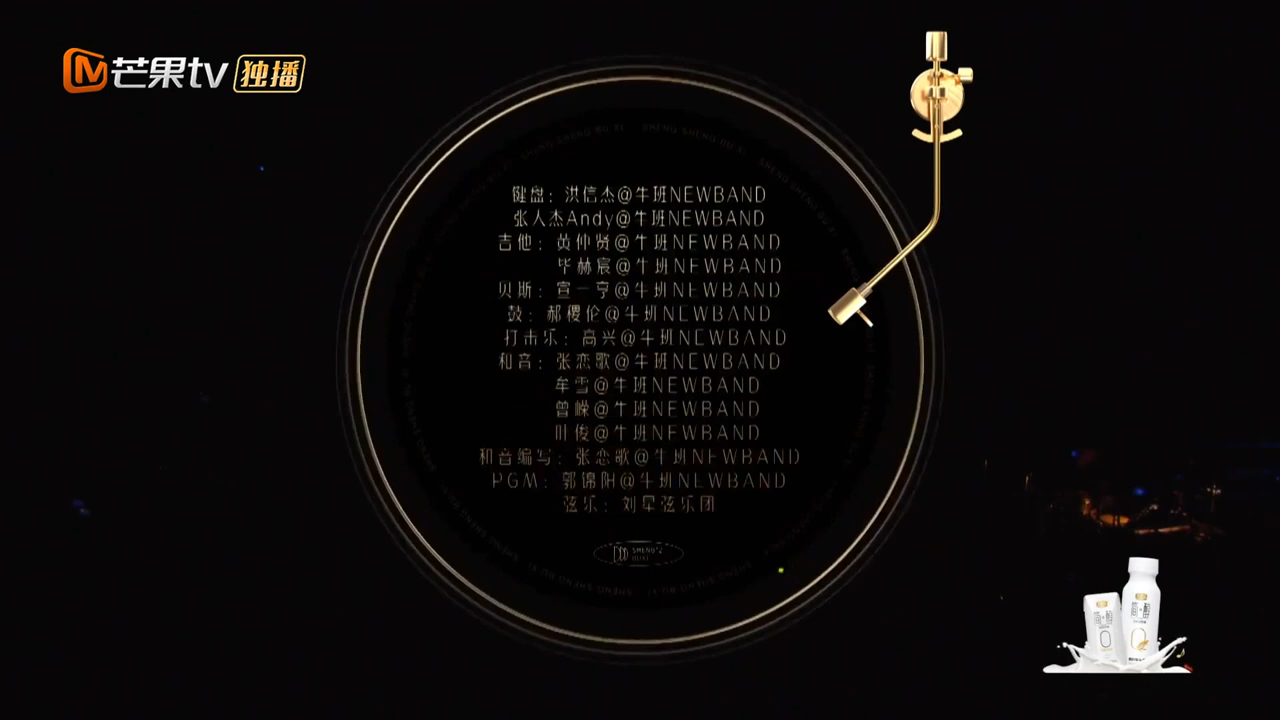 芒果tv 独播
键盘：洪信杰@牛班NEWBAND
张人杰Andy@牛班NEWBAND
吉他：黄仲贤@牛班NEWBAND
毕赫宸@牛班NEWBAND
贝斯：宣一亨@牛班NEWBAND
鼓：郝稷伦@牛班NEWBAND
打击乐：高兴@牛班NEWBAND
和音：张恋歌@牛班NEWBAND
牟雪@牛班NEWBAND
曾嵘@牛班NEWBAND
叶俊@牛班NEWBAND
和音编写：张恋歌@牛班NEWBAND
PGM：郭锦阳@牛班NEWBAND
弦乐：刘星弦乐团
SHENG²
BUXI